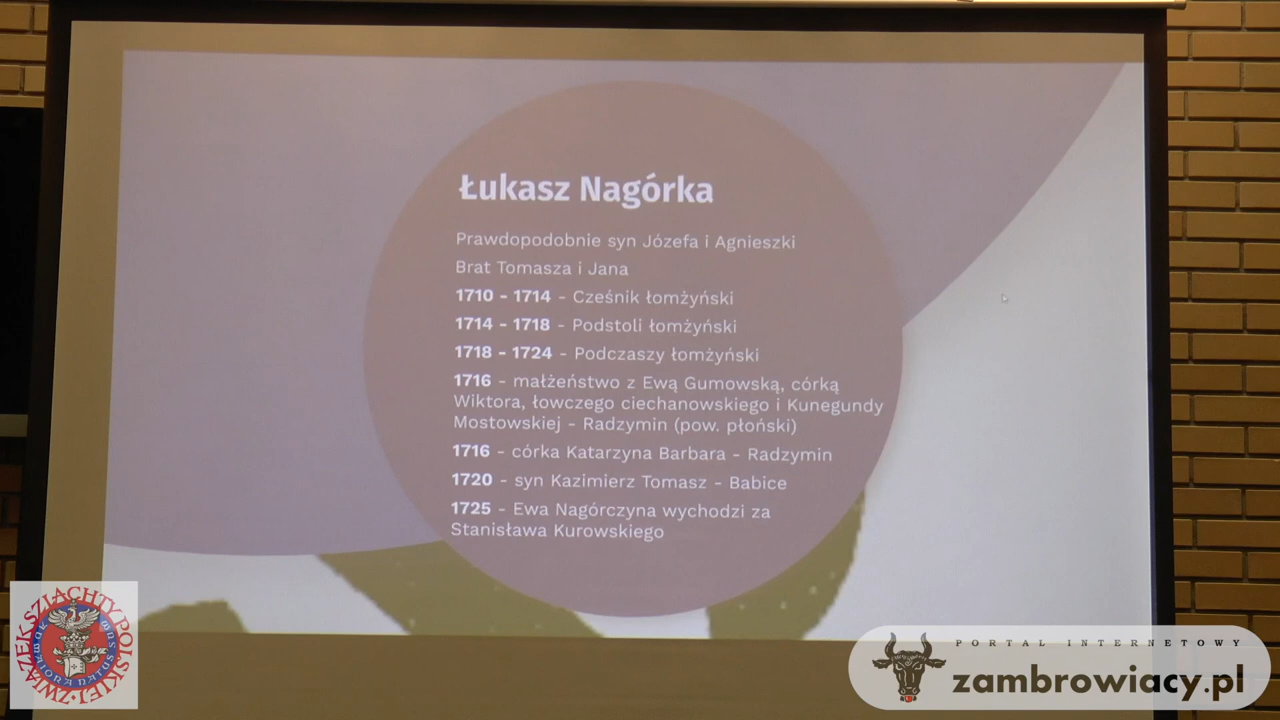 Łukasz Nagórka
Prawdopodobnie syn Józefa i Agnieszki
Brat Tomasza i Jana
1710 - 1714 - Cześnik łomżyński
1714 - 1718 - Podstoli łomżyński
1718 - 1724 - Podczaszy łomżyński
1716 - małżeństwo z Ewą Gumowską, córką
Wiktora, łowczego ciechanowskiego i Kunegundy
Mostowskiej - Radzymin (pow. płoński)
1716 - córka Katarzyna Barbara - Radzymin
1720 - syn Kazimierz Tomasz - Babice
1725 - Ewa Nagórczyna wychodzi za
Stanisława Kurowskiego
ZWIĄZEK SZLACHTY POLSKIEJ
PORTAL INTERNETOWY
zambrowiacy.pl